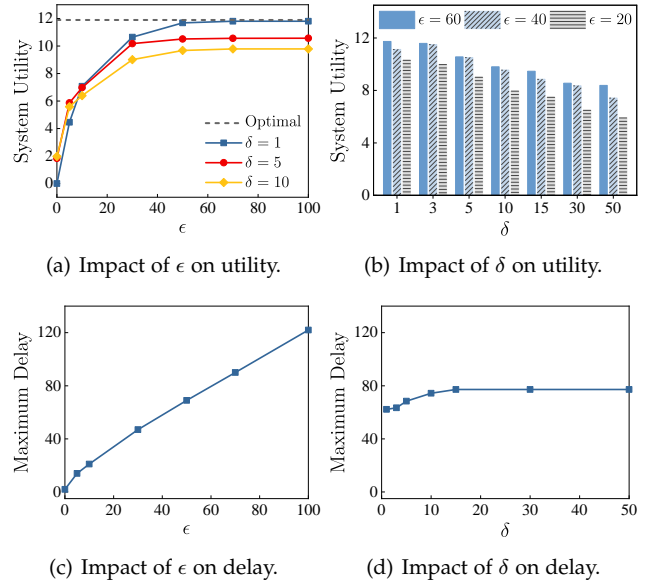 12
10
8
6
4
2
0
System Utility
Optimal
δ = 1
δ = 5
δ = 10
0 20 40 60 80 100
ϵ
(a) Impact of ϵ on utility.
ϵ = 60 ϵ = 40 ϵ = 20
12
8
4
0
System Utility
1 3 5 10 15 30 50
δ
(b) Impact of δ on utility.
120
80
40
0
Maximum Delay
0 20 40 60 80 100
ϵ
(c) Impact of ϵ on delay.
120
80
40
0
Maximum Delay
0 10 20 30 40 50
δ
(d) Impact of δ on delay.